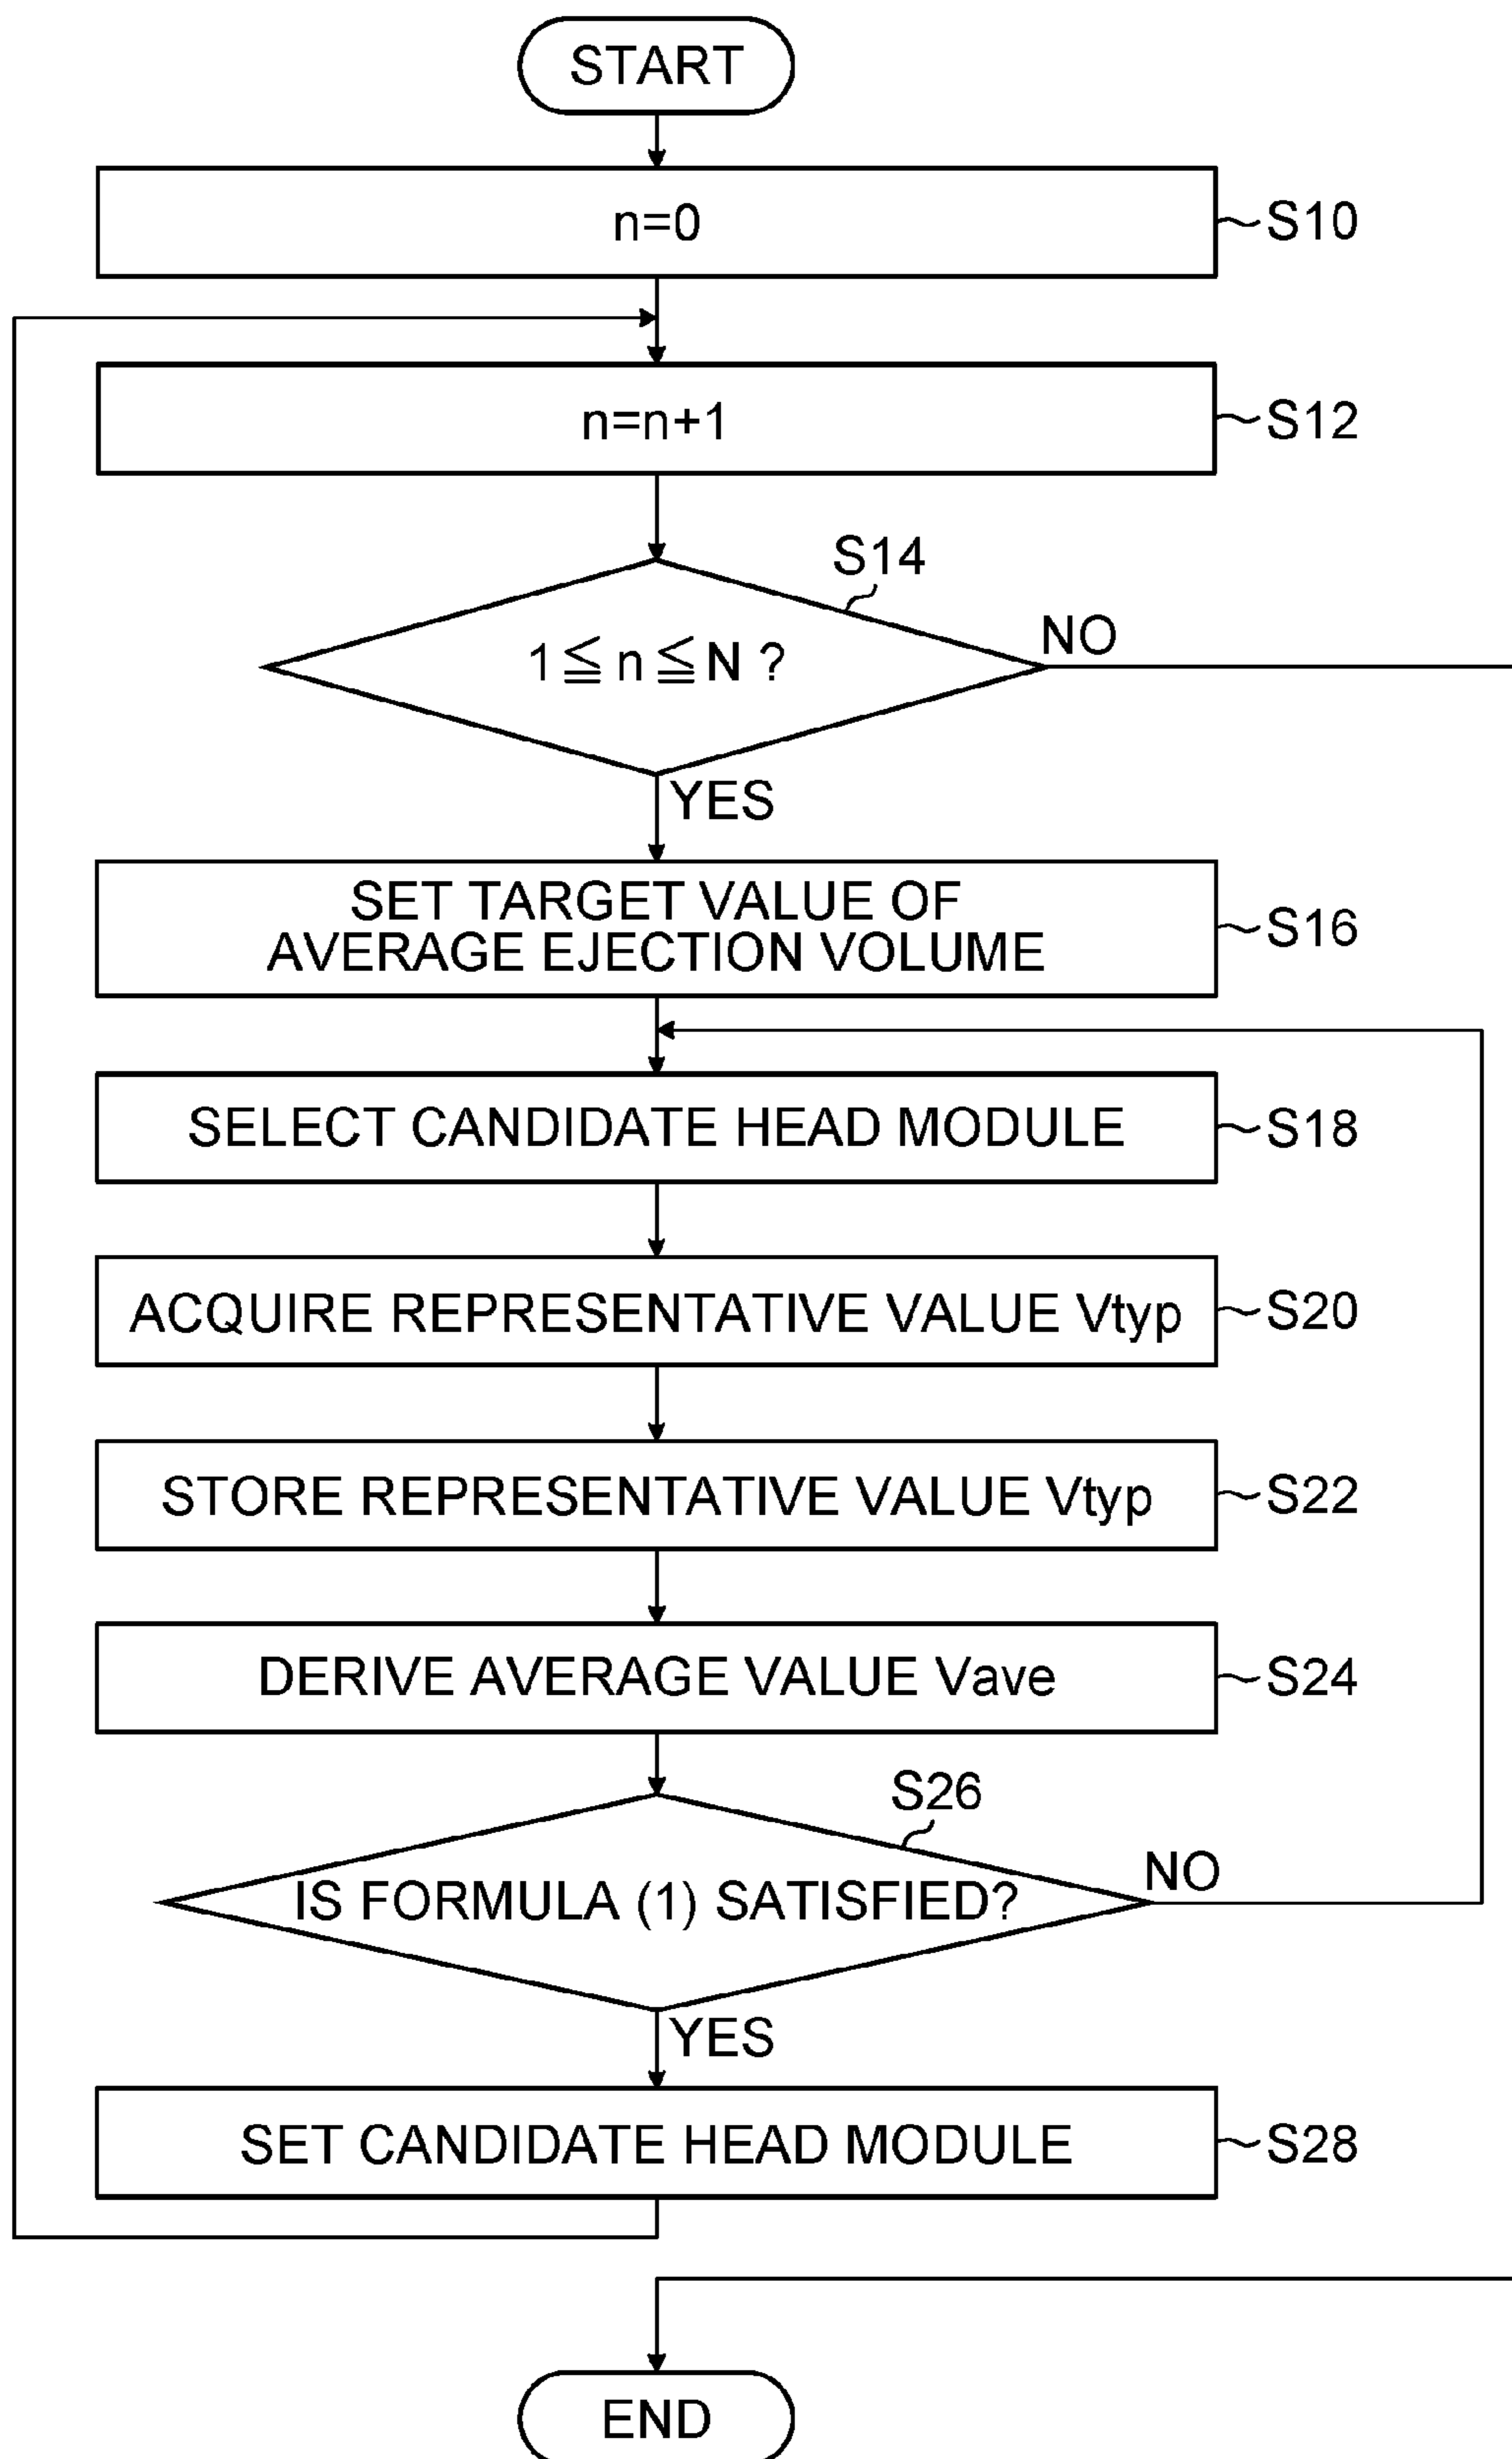 START
n=0
S10
n=n+1
S12
S14
1≦n≦N ?
NO
YES
SET TARGET VALUE OF
AVERAGE EJECTION VOLUME
S16
SELECT CANDIDATE HEAD MODULE
S18
ACQUIRE REPRESENTATIVE VALUE Vtyp
S20
STORE REPRESENTATIVE VALUE Vtyp
S22
DERIVE AVERAGE VALUE Vave
S24
S26
IS FORMULA (1) SATISFIED?
NO
YES
SET CANDIDATE HEAD MODULE
S28
END